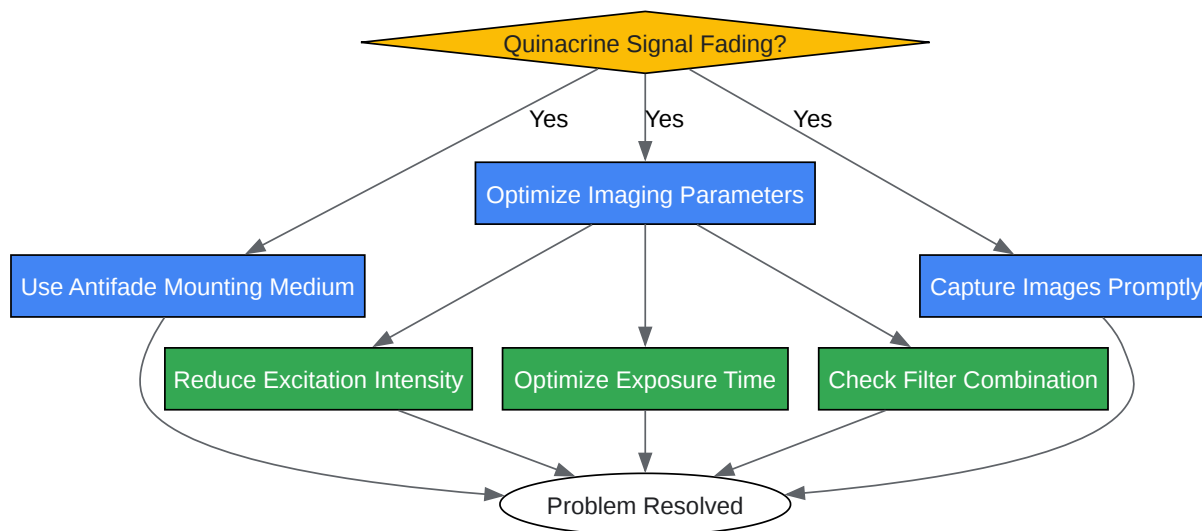 Quinacrine Signal Fading?
Yes
Yes
Yes
Optimize Imaging Parameters
Use Antifade Mounting Medium
Capture Images Promptly
Reduce Excitation Intensity
Optimize Exposure Time
Check Filter Combination
Problem Resolved